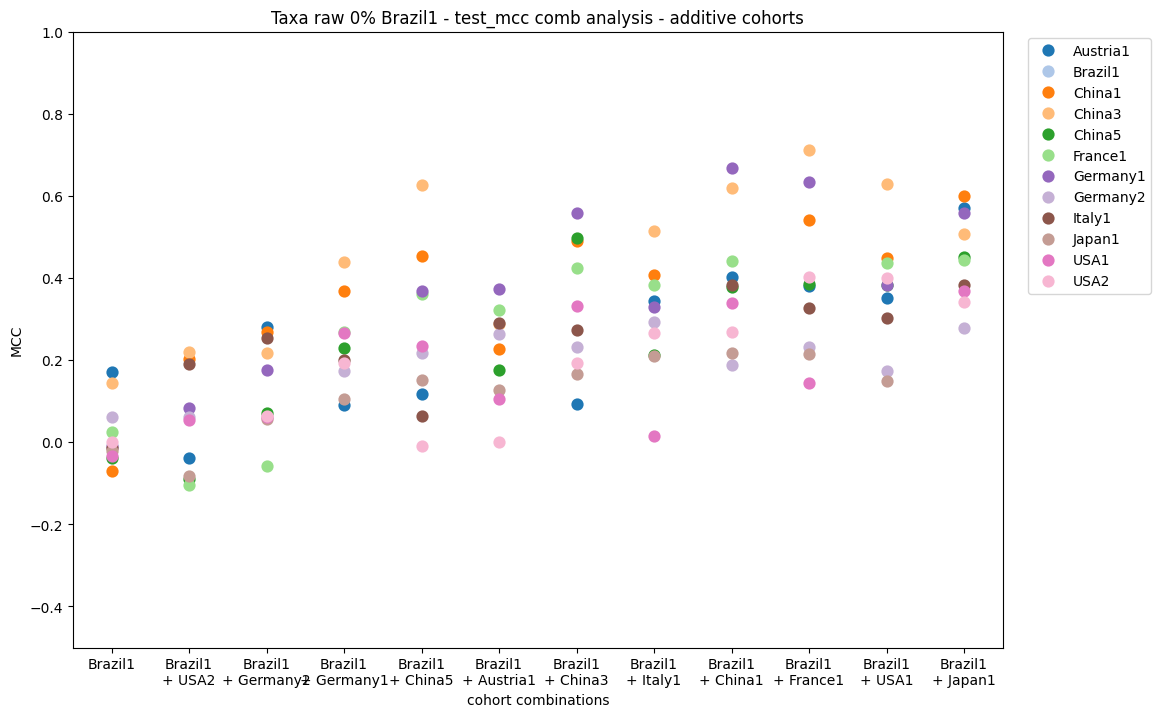 Taxa raw 0% Brazil1 - test_mcc comb analysis - additive cohorts
MCC
1.0
0.8
0.6
0.4
0.2
0.0
−0.2
−0.4
Brazil1
Brazil1
+ USA2
Brazil1
+ Germany2
Brazil1
+ Germany1
Brazil1
+ China5
Brazil1
+ Austria1
Brazil1
+ China3
Brazil1
+ Italy1
Brazil1
+ China1
Brazil1
+ France1
Brazil1
+ USA1
Brazil1
+ Japan1
cohort combinations
Austria1
Brazil1
China1
China3
China5
France1
Germany1
Germany2
Italy1
Japan1
USA1
USA2